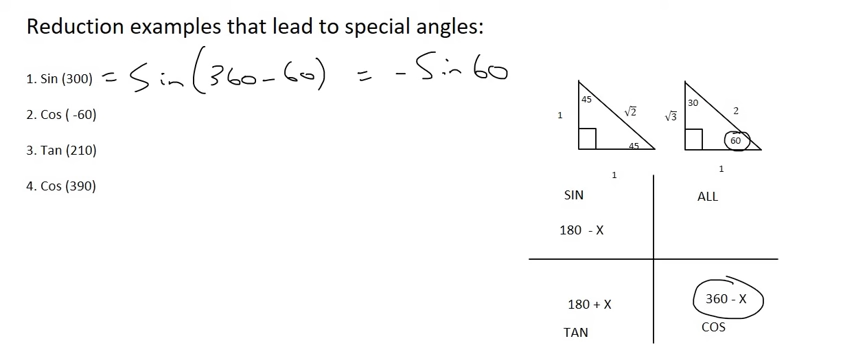 Reduction examples that lead to special angles:
1. Sin (300) = Sin(360-60) = -Sin60
2. Cos ( -60)
3. Tan (210)
4. Cos (390)
45
1
√2
45
1
30
√3
2
60
1
SIN
ALL
180 - X
180 + X
360 - X
TAN
COS